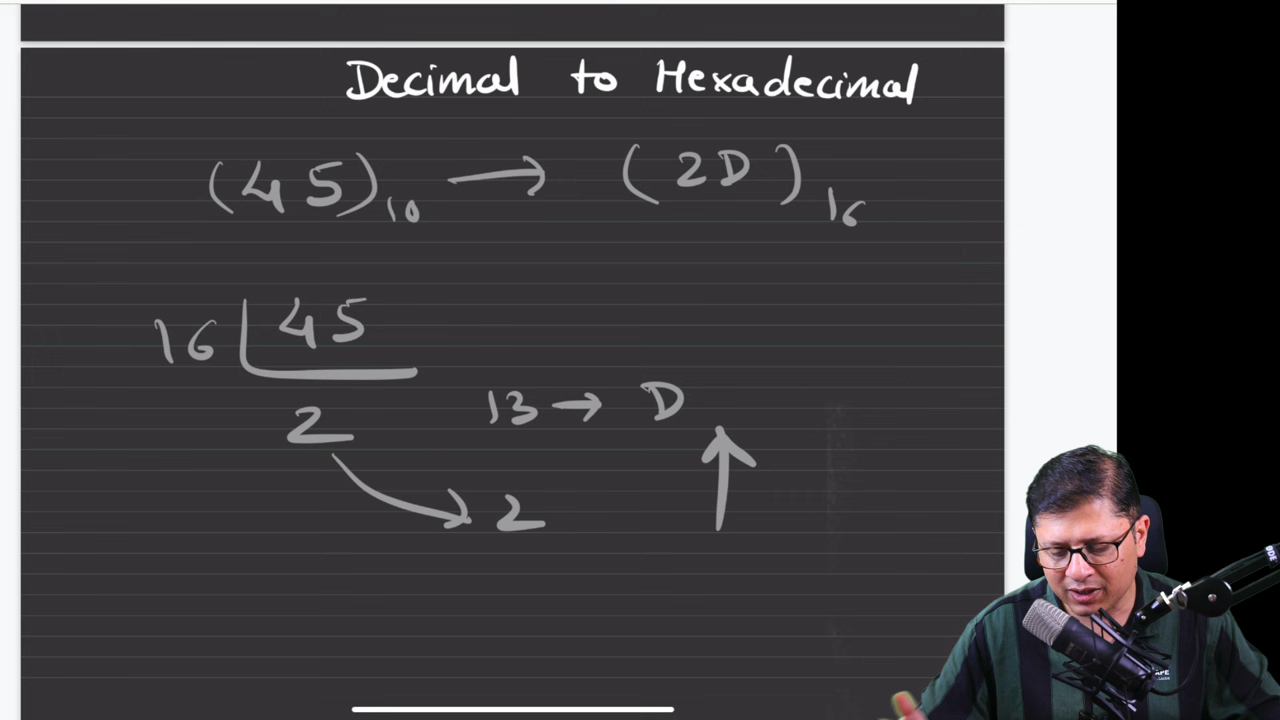 Decimal to Hexadecimal
(45)10 → (2D)16
16 | 45
2 13 → D
→ 2 ↑